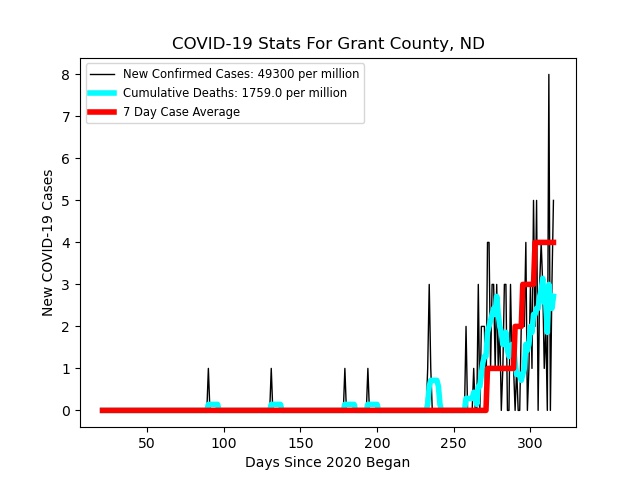 COVID-19 Stats For Grant County, ND
New Confirmed Cases: 49300 per million
Cumulative Deaths: 1759.0 per million
7 Day Case Average
New COVID-19 Cases
8
7
6
5
4
3
2
1
0
50 100 150 200 250 300
Days Since 2020 Began